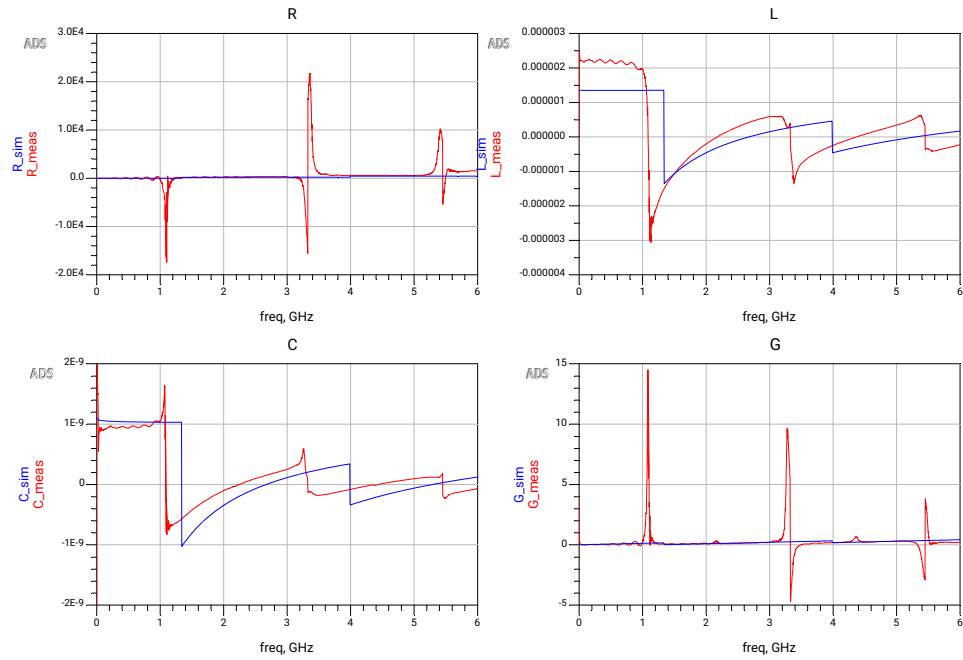 R
ADS
3.0E4
2.0E4
1.0E4
0.0
-1.0E4
-2.0E4
R_sim
R_meas
0 1 2 3 4 5 6
freq, GHz
L
ADS
0.000003
0.000002
0.000001
0.000000
-0.000001
-0.000002
-0.000003
-0.000004
L_sim
L_meas
0 1 2 3 4 5 6
freq, GHz
C
ADS
2E-9
1E-9
0
-1E-9
-2E-9
C_sim
C_meas
0 1 2 3 4 5 6
freq, GHz
G
ADS
15
10
5
0
-5
G_sim
G_meas
0 1 2 3 4 5 6
freq, GHz